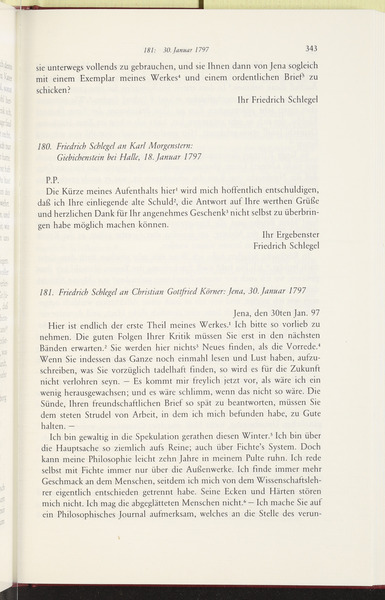 181: 30. Januar 1797 343
sie unterwegs vollends zu gebrauchen, und sie Ihnen dann von Jena sogleich
mit einem Exemplar meines Werkes⁴ und einem ordentlichen Brief⁵ zu
schicken?
Ihr Friedrich Schlegel
180. Friedrich Schlegel an Karl Morgenstern:
Giebichenstein bei Halle, 18. Januar 1797
P.P.
Die Kürze meines Aufenthalts hier¹ wird mich hoffentlich entschuldigen,
daß ich Ihre einliegende alte Schuld², die Antwort auf Ihre werthen Grüße
und herzlichen Dank für Ihr angenehmes Geschenk³ nicht selbst zu überbrin-
gen habe möglich machen können.
Ihr Ergebenster
Friedrich Schlegel
181. Friedrich Schlegel an Christian Gottfried Körner: Jena, 30. Januar 1797
Jena, den 30ten Jan. 97
Hier ist endlich der erste Theil meines Werkes.¹ Ich bitte so vorlieb zu
nehmen. Die guten Folgen Ihrer Kritik müssen Sie erst in den nächsten
Bänden erwarten.² Sie werden hier nichts³ Neues finden, als die Vorrede.⁴
Wenn Sie indessen das Ganze noch einmahl lesen und Lust haben, aufzu-
schreiben, was Sie vorzüglich tadelhaft finden, so wird es für die Zukunft
nicht verlohren seyn. — Es kommt mir freylich jetzt vor, als wäre ich ein
wenig herausgewachsen; und es wäre schlimm, wenn das nicht so wäre. Die
Sünde, Ihren freundschaftlichen Brief so spät zu beantworten, müssen Sie
dem steten Strudel von Arbeit, in dem ich mich befunden habe, zu Gute
halten. —
Ich bin gewaltig in die Spekulation gerathen diesen Winter.⁵ Ich bin über
die Hauptsache so ziemlich aufs Reine; auch über Fichte's System. Doch
kann meine Philosophie leicht zehn Jahre in meinem Pulte ruhn. Ich rede
selbst mit Fichte immer nur über die Außenwerke. Ich finde immer mehr
Geschmack an dem Menschen, seitdem ich mich von dem Wissenschaftsleh-
rer eigentlich entschieden getrennt habe. Seine Ecken und Härten stören
mich nicht. Ich mag die abgeglätteten Menschen nicht.⁶ — Ich mache Sie auf
ein Philosophisches Journal aufmerksam, welches an die Stelle des verun-